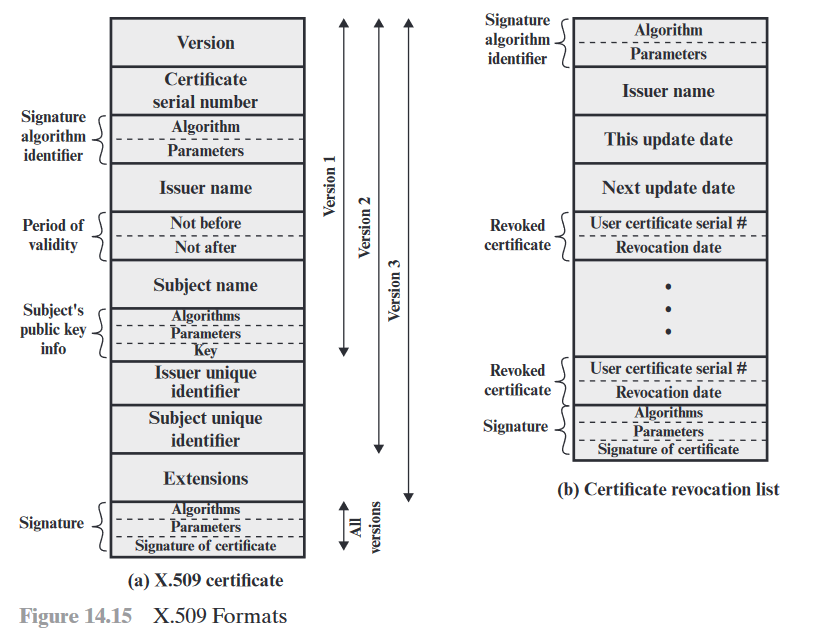 Version
Certificate
serial number
Signature
algorithm
identifier
Algorithm
Parameters
Issuer name
Period of
validity
Not before
Not after
Subject name
Subject's
public key
info
Algorithms
Parameters
Key
Issuer unique
identifier
Subject unique
identifier
Extensions
Signature
Algorithms
Parameters
Signature of certificate
Version 1
Version 2
Version 3
All
versions
(a) X.509 certificate
Signature
algorithm
identifier
Algorithm
Parameters
Issuer name
This update date
Next update date
Revoked
certificate
User certificate serial #
Revocation date
Revoked
certificate
User certificate serial #
Revocation date
Signature
Algorithms
Parameters
Signature of certificate
(b) Certificate revocation list
Figure 14.15 X.509 Formats